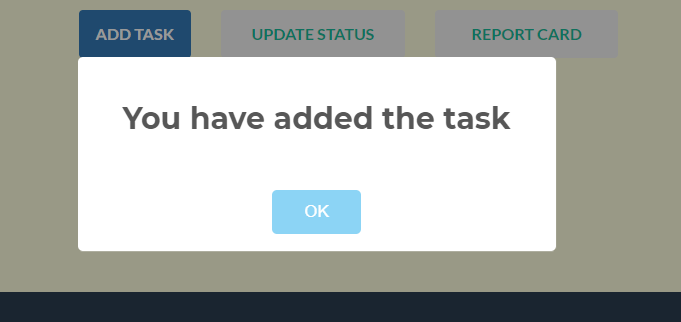 ADD TASK UPDATE STATUS REPORT CARD
You have added the task
OK